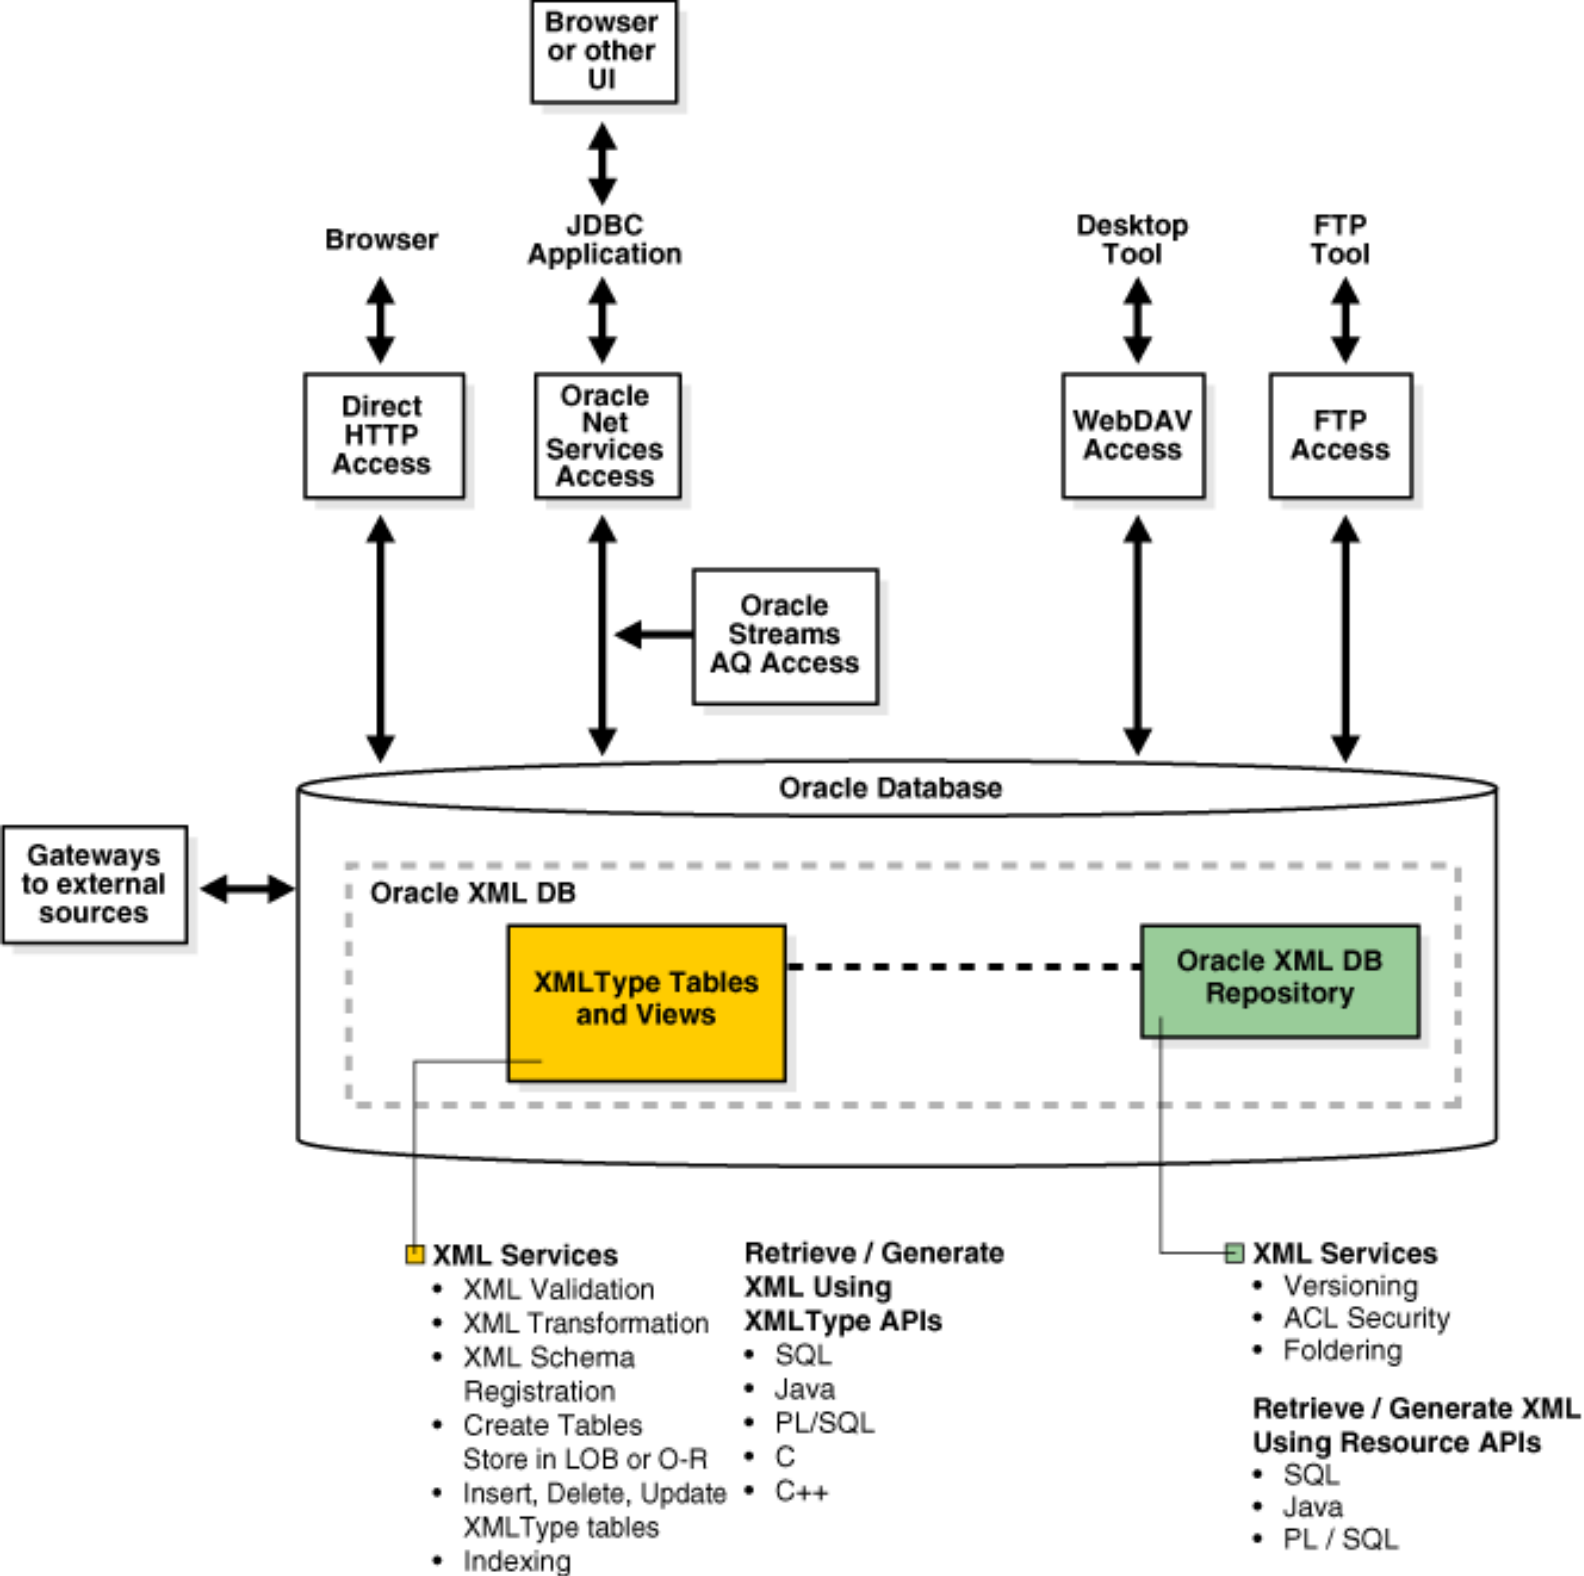 Browser
or other
UI
Browser
JDBC
Application
Desktop
Tool
FTP
Tool
Direct
HTTP
Access
Oracle
Net
Services
Access
WebDAV
Access
FTP
Access
Oracle
Streams
AQ Access
Oracle Database
Gateways
to external
sources
Oracle XML DB
XMLType Tables
and Views
Oracle XML DB
Repository
XML Services
• XML Validation
• XML Transformation
• XML Schema
Registration
• Create Tables
Store in LOB or O-R
• Insert, Delete, Update
XMLType tables
• Indexing
Retrieve / Generate
XML Using
XMLType APIs
• SQL
• Java
• PL/SQL
• C
• C++
XML Services
• Versioning
• ACL Security
• Foldering
Retrieve / Generate XML
Using Resource APIs
• SQL
• Java
• PL / SQL